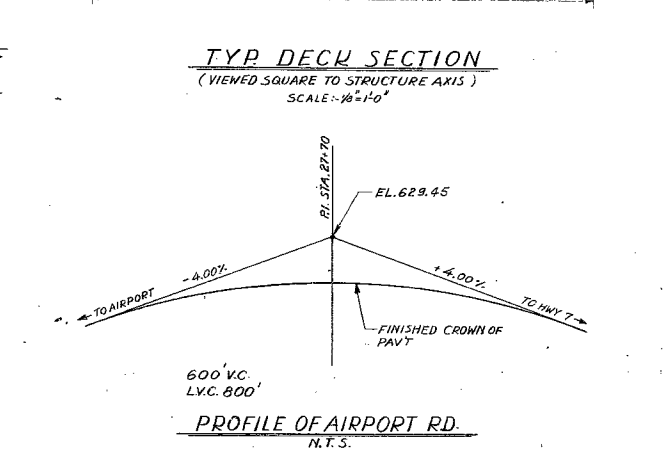 TYP. DECK SECTION
(VIEWED SQUARE TO STRUCTURE AXIS)
SCALE:-1/8"=1'-0"
P.I. STA. 27+70
EL. 629.45
-4.00%
+4.00%
TO AIRPORT
TO HWY 7
FINISHED CROWN OF
PAV'T
600' V.C.
L.V.C. 800'
PROFILE OF AIRPORT RD.
N.T.S.